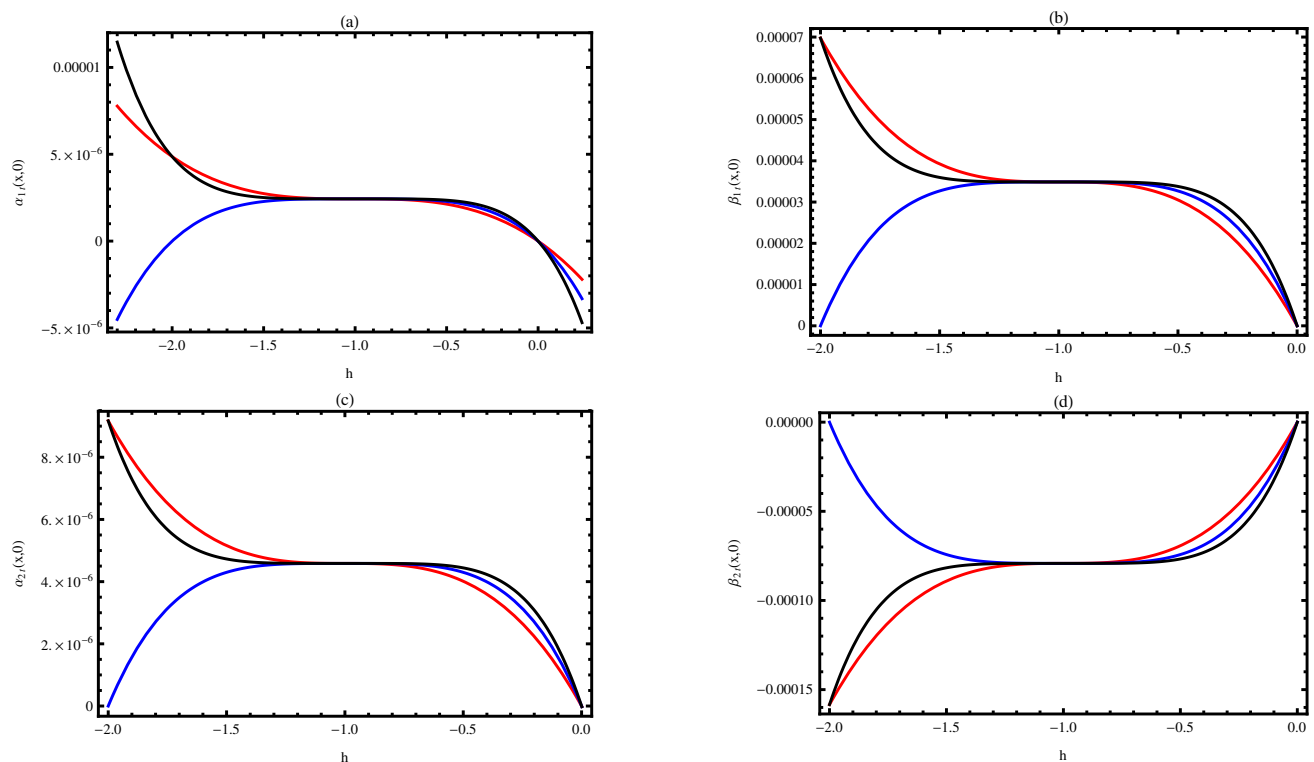 (a)
0.00001
5.×10⁻⁶
0
−5.×10⁻⁶
α₁,t(x,0)
−2.0 −1.5 −1.0 −0.5 0.0
h
(b)
0.00007
0.00006
0.00005
0.00004
0.00003
0.00002
0.00001
0
β₁,t(x,0)
−2.0 −1.5 −1.0 −0.5 0.0
h
(c)
8.×10⁻⁶
6.×10⁻⁶
4.×10⁻⁶
2.×10⁻⁶
0
α₂,t(x,0)
−2.0 −1.5 −1.0 −0.5 0.0
h
(d)
0.00000
−0.00005
−0.00010
−0.00015
β₂,t(x,0)
−2.0 −1.5 −1.0 −0.5 0.0
h